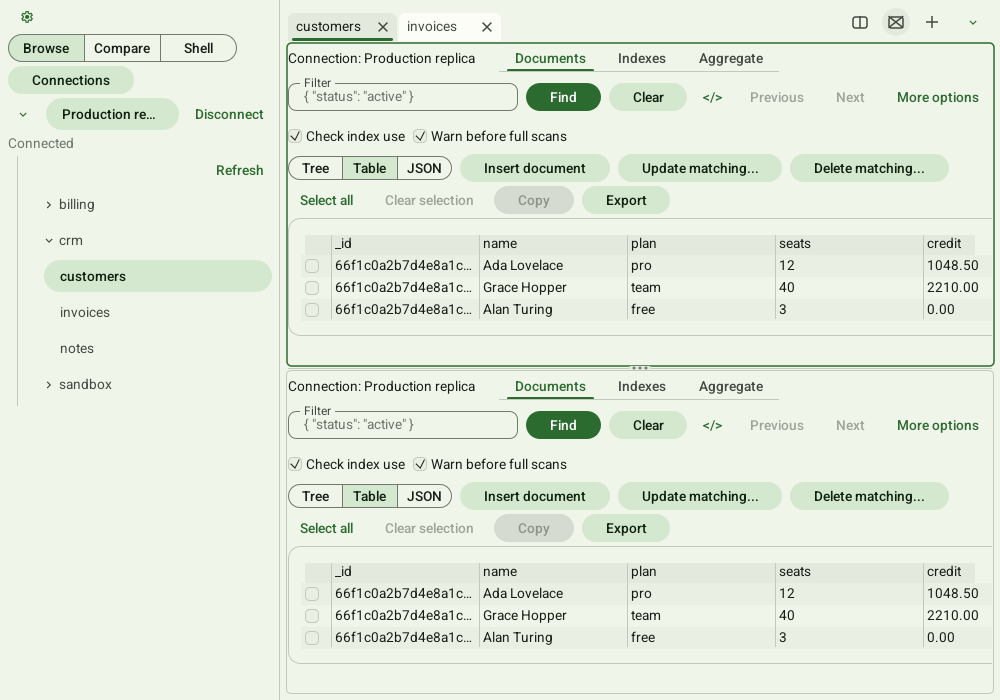 customers
invoices
Browse
Compare
Shell
Connections
Production re...
Disconnect
Connected
Refresh
billing
crm
customers
invoices
notes
sandbox
Connection: Production replica
Documents
Indexes
Aggregate
Filter
{ "status": "active" }
Find
Clear
</>
Previous
Next
More options
Check index use
Warn before full scans
Tree
Table
JSON
Insert document
Update matching...
Delete matching...
Select all
Clear selection
Copy
Export
_id name plan seats credit
66f1c0a2b7d4e8a1c... Ada Lovelace pro 12 1048.50
66f1c0a2b7d4e8a1c... Grace Hopper team 40 2210.00
66f1c0a2b7d4e8a1c... Alan Turing free 3 0.00
Connection: Production replica
Documents
Indexes
Aggregate
Filter
{ "status": "active" }
Find
Clear
</>
Previous
Next
More options
Check index use
Warn before full scans
Tree
Table
JSON
Insert document
Update matching...
Delete matching...
Select all
Clear selection
Copy
Export
_id name plan seats credit
66f1c0a2b7d4e8a1c... Ada Lovelace pro 12 1048.50
66f1c0a2b7d4e8a1c... Grace Hopper team 40 2210.00
66f1c0a2b7d4e8a1c... Alan Turing free 3 0.00